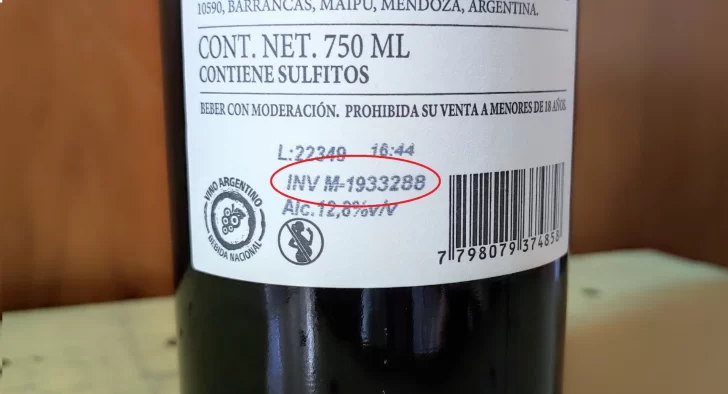 10590, BARRANCAS, MAIPÚ, MENDOZA, ARGENTINA.
CONT. NET. 750 ML
CONTIENE SULFITOS
BEBER CON MODERACIÓN. PROHIBIDA SU VENTA A MENORES DE 18 AÑOS.
L:22349 16:44
INV M-1933288
Alc.12,8%v/v
VINO ARGENTINO
BEBIDA NACIONAL
7 798079 374858